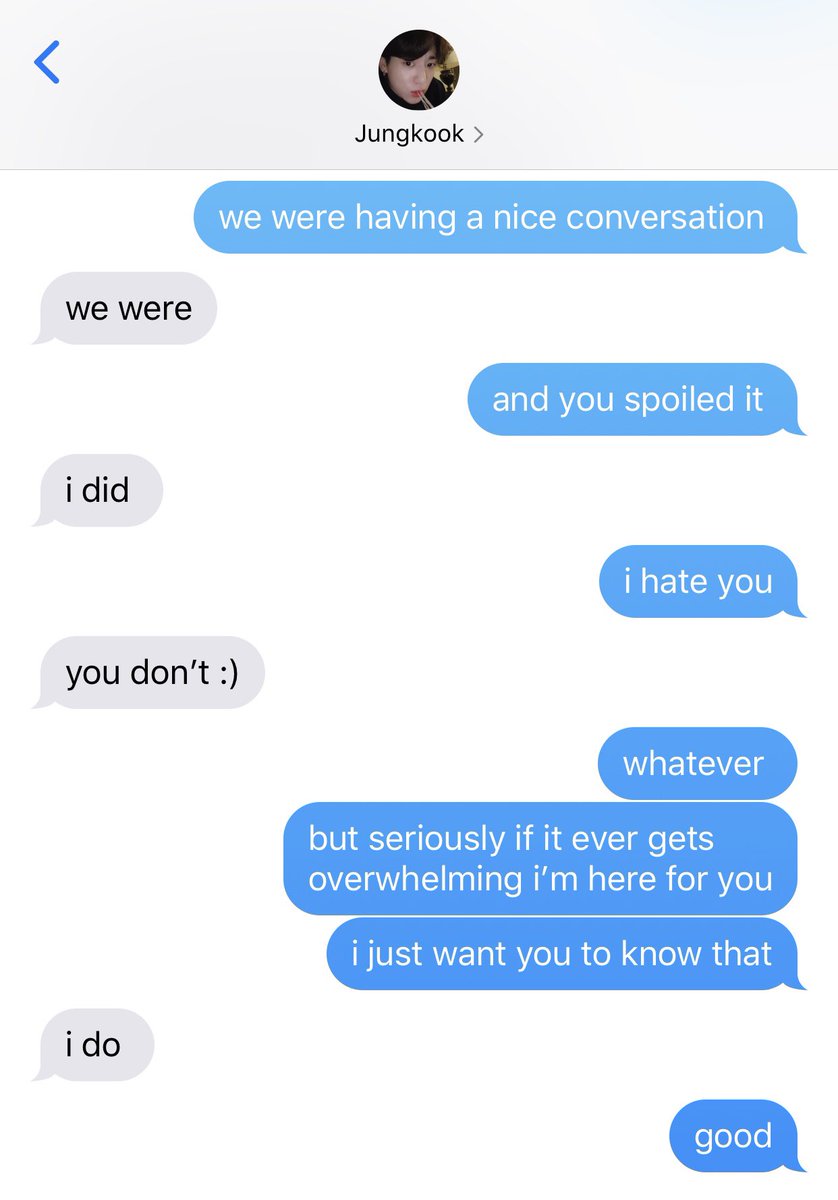 Jungkook
we were having a nice conversation
we were
and you spoiled it
i did
i hate you
you don’t :)
whatever
but seriously if it ever gets
overwhelming i’m here for you
i just want you to know that
i do
good